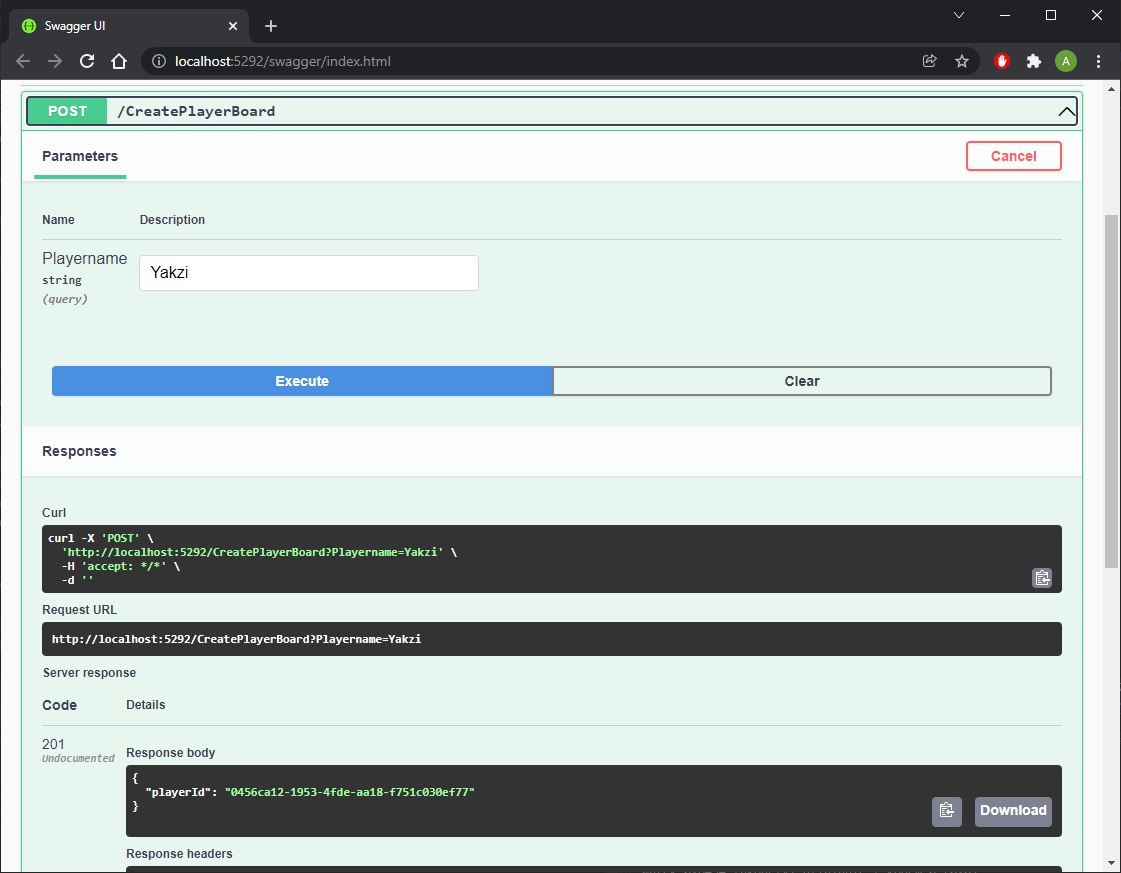 Swagger UI
localhost:5292/swagger/index.html
A
POST /CreatePlayerBoard
Parameters
Cancel
Name Description
Playername
string
(query)
Yakzi
Execute
Clear
Responses
Curl
curl -X 'POST' \
'http://localhost:5292/CreatePlayerBoard?Playername=Yakzi' \
-H 'accept: */*' \
-d ''
Request URL
http://localhost:5292/CreatePlayerBoard?Playername=Yakzi
Server response
Code Details
201
Undocumented
Response body
{
"playerId": "0456ca12-1953-4fde-aa18-f751c030ef77"
}
Download
Response headers